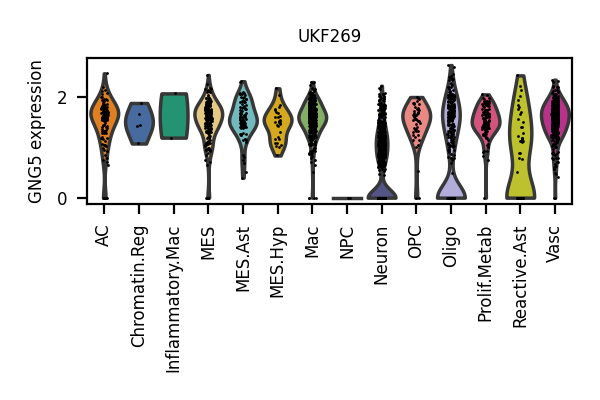 UKF269
GNG5 expression
2
0
AC
Chromatin.Reg
Inflammatory.Mac
MES
MES.Ast
MES.Hyp
Mac
NPC
Neuron
OPC
Oligo
Prolif.Metab
Reactive.Ast
Vasc